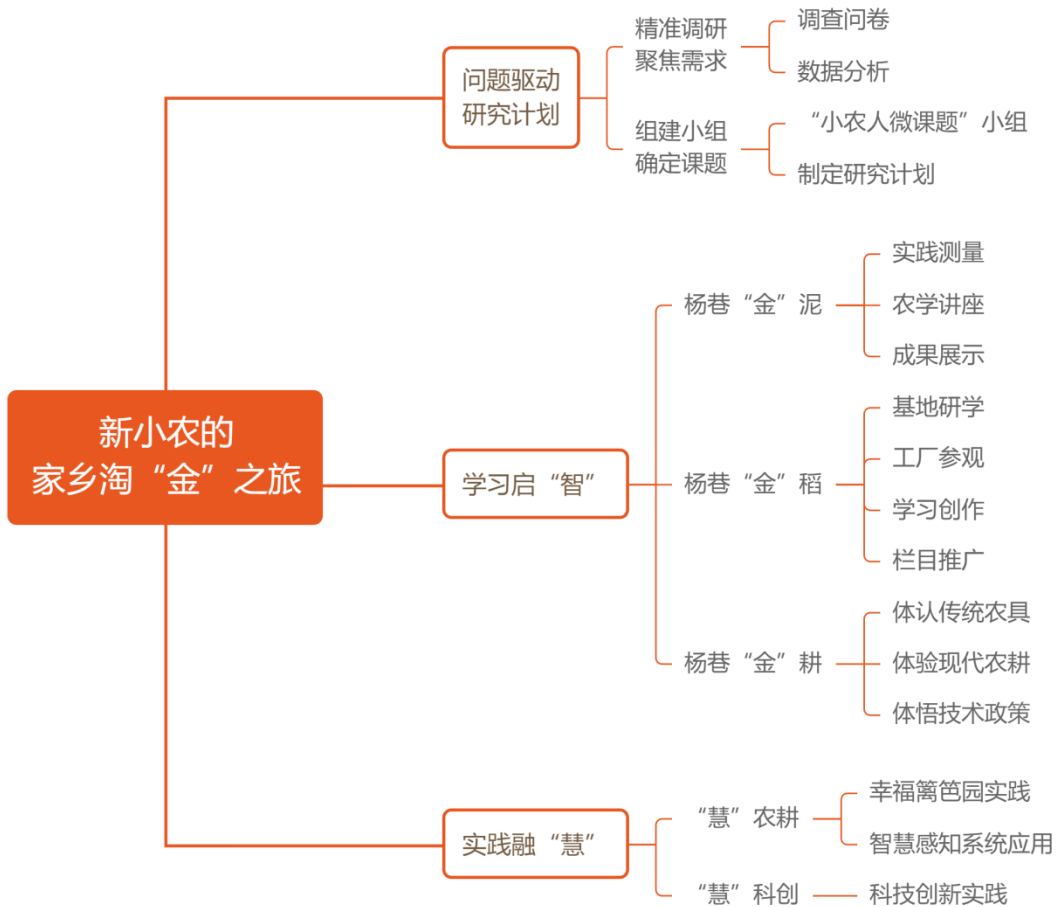 新小农的
家乡淘“金”之旅
问题驱动
研究计划
精准调研
聚焦需求
调查问卷
数据分析
组建小组
确定课题
“小农人微课题”小组
制定研究计划
学习启“智”
杨巷“金”泥
实践测量
农学讲座
成果展示
杨巷“金”稻
基地研学
工厂参观
学习创作
栏目推广
杨巷“金”耕
体认传统农具
体验现代农耕
体悟技术政策
实践融“慧”
“慧”农耕
幸福篱笆园实践
智慧感知系统应用
“慧”科创
科技创新实践